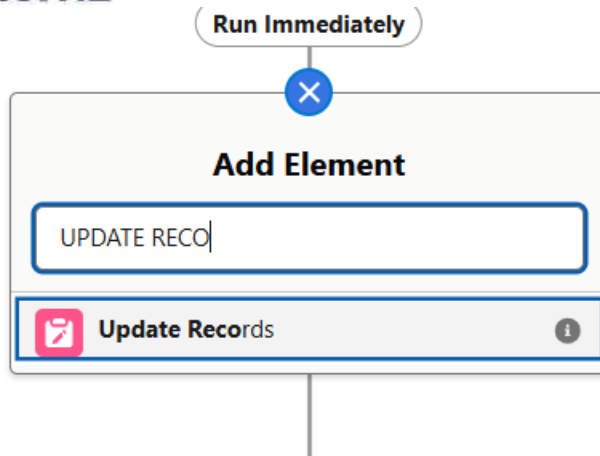 Run Immediately
Add Element
UPDATE RECO
Update Records